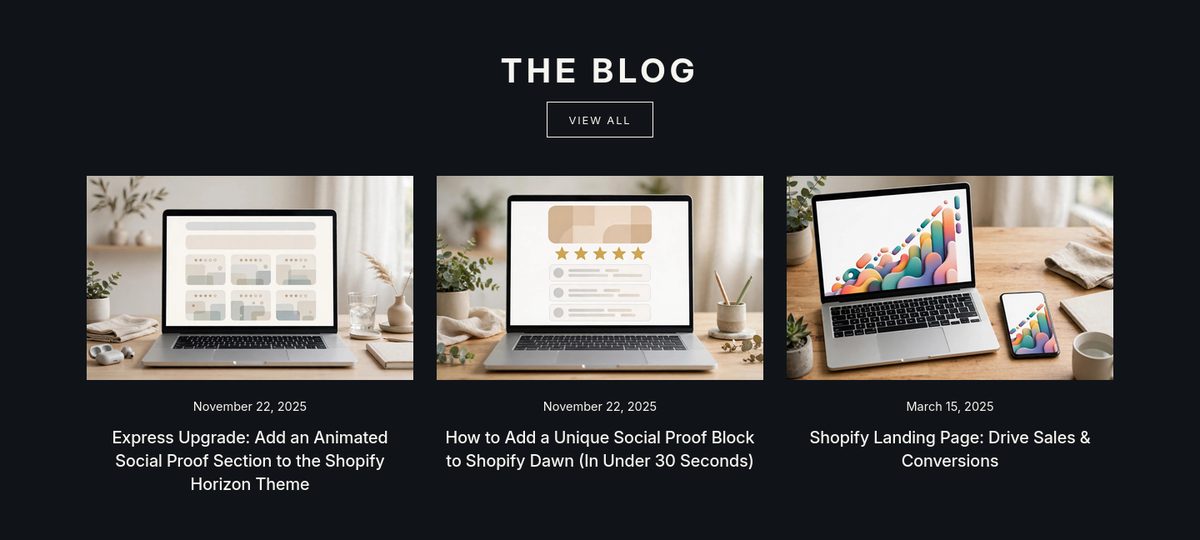 THE BLOG
VIEW ALL
November 22, 2025
Express Upgrade: Add an Animated
Social Proof Section to the Shopify
Horizon Theme
November 22, 2025
How to Add a Unique Social Proof Block
to Shopify Dawn (In Under 30 Seconds)
March 15, 2025
Shopify Landing Page: Drive Sales &
Conversions